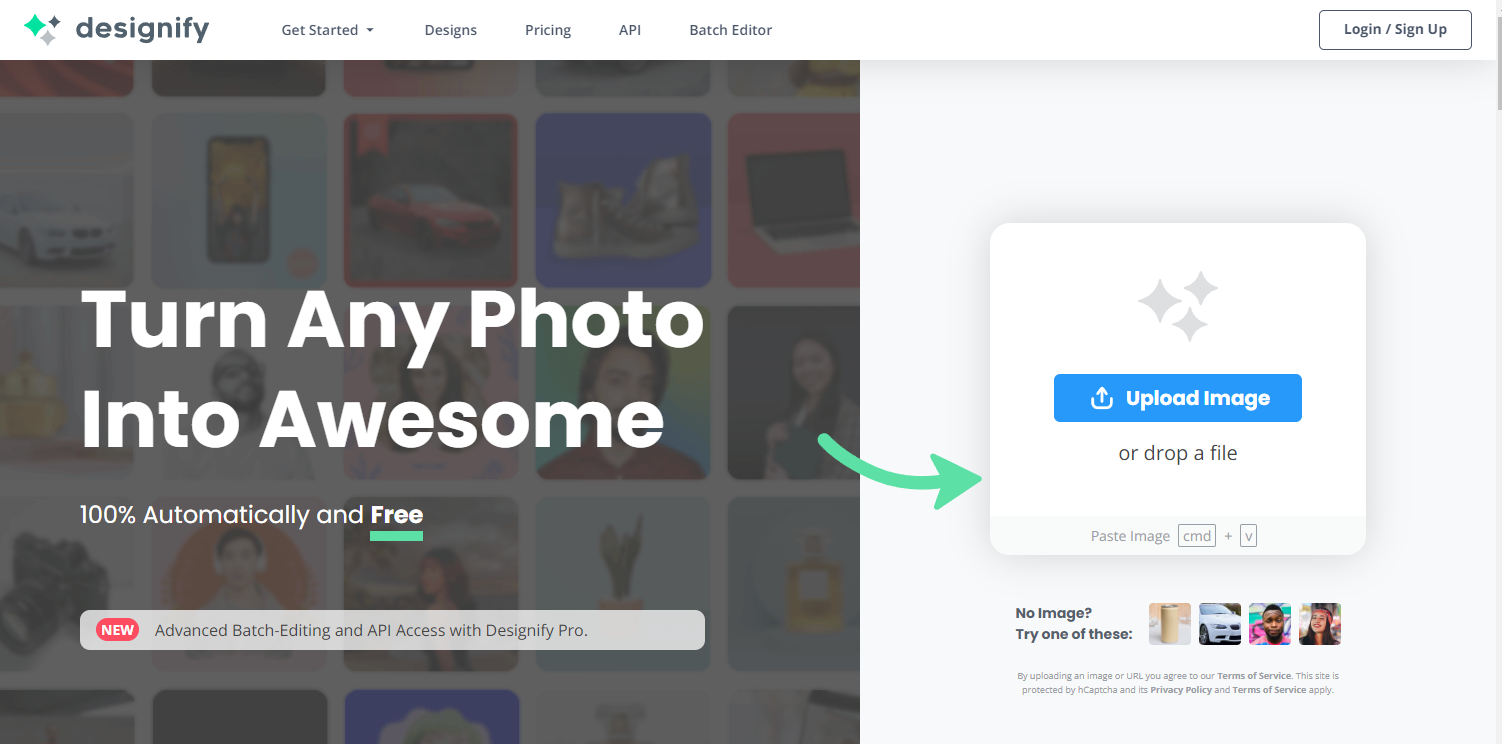 designify
Get Started
Designs
Pricing
API
Batch Editor
Login / Sign Up
Turn Any Photo
Into Awesome
100% Automatically and Free
NEW Advanced Batch-Editing and API Access with Designify Pro.
Upload Image
or drop a file
Paste Image cmd + v
No Image?
Try one of these:
By uploading an image or URL you agree to our Terms of Service. This site is
protected by hCaptcha and its Privacy Policy and Terms of Service apply.